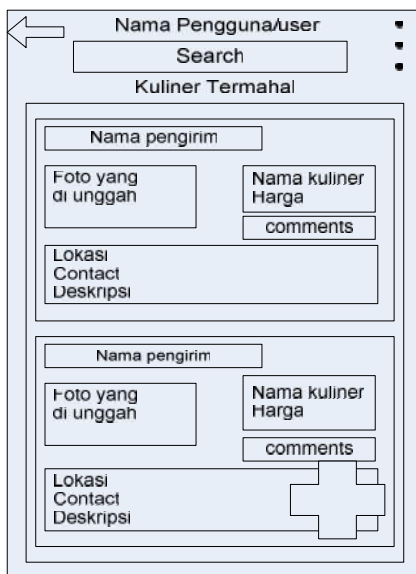 Nama Pengguna/user
Search
Kuliner Termahal
Nama pengirim
Foto yang
di unggah
Nama kuliner
Harga
comments
Lokasi
Contact
Deskripsi
Nama pengirim
Foto yang
di unggah
Nama kuliner
Harga
comments
Lokasi
Contact
Deskripsi